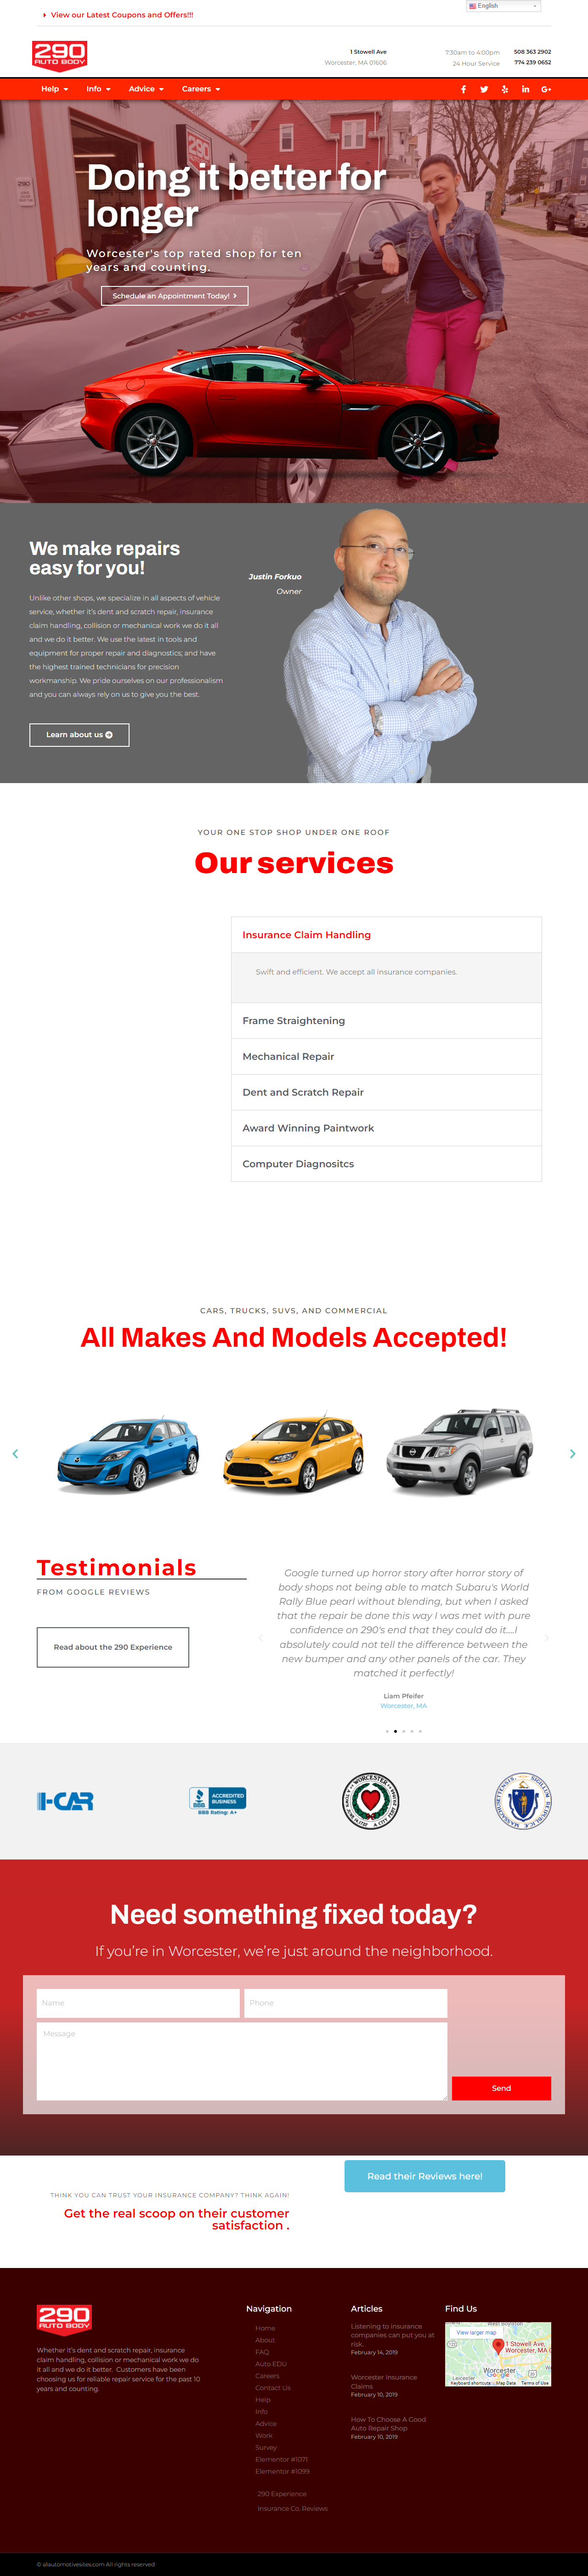 View our Latest Coupons and Offers!!!
English
290
AUTO BODY
1 Stowell Ave
Worcester, MA 01606
7:30am to 4:00pm
24 Hour Service
508 363 2902
774 239 0652
Help
Info
Advice
Careers
Doing it better for
longer
Worcester's top rated shop for ten
years and counting.
Schedule an Appointment Today!
We make repairs
easy for you!
Unlike other shops, we specialize in all aspects of vehicle
service, whether it's dent and scratch repair, insurance
claim handling, collision or mechanical work we do it all
and we do it better. We use the latest in tools and
equipment for proper repair and diagnostics; and have
the highest trained technicians for precision
workmanship. We pride ourselves on our professionalism
and you can always rely on us to give you the best.
Learn about us
Justin Forkuo
Owner
YOUR ONE STOP SHOP UNDER ONE ROOF
Our services
Insurance Claim Handling
Swift and efficient. We accept all insurance companies.
Frame Straightening
Mechanical Repair
Dent and Scratch Repair
Award Winning Paintwork
Computer Diagnositcs
CARS, TRUCKS, SUVS, AND COMMERCIAL
All Makes And Models Accepted!
Testimonials
FROM GOOGLE REVIEWS
Read about the 290 Experience
Google turned up horror story after horror story of
body shops not being able to match Subaru's World
Rally Blue pearl without blending, but when I asked
that the repair be done this way I was met with pure
confidence on 290's end that they could do it....I
absolutely could not tell the difference between the
new bumper and any other panels of the car. They
matched it perfectly!
Liam Pfeifer
Worcester, MA
I-CAR
BBB
ACCREDITED
BUSINESS
BBB Rating: A+
WORCESTER
Need something fixed today?
If you're in Worcester, we're just around the neighborhood.
Name
Phone
Message
Send
THINK YOU CAN TRUST YOUR INSURANCE COMPANY? THINK AGAIN!
Get the real scoop on their customer
satisfaction .
Read their Reviews here!
290
AUTO BODY
Whether it's dent and scratch repair, insurance
claim handling, collision or mechanical work we do
it all and we do it better. Customers have been
choosing us for reliable repair service for the past 10
years and counting.
Navigation
Home
About
FAQ
Auto EDU
Careers
Contact Us
Help
Info
Advice
Work
Survey
Elementor #1071
Elementor #1099
290 Experience
Insurance Co. Reviews
Articles
Listening to insurance
companies can put you at
risk.
February 14, 2019
Worcester Insurance
Claims
February 10, 2019
How To Choose A Good
Auto Repair Shop
February 10, 2019
Find Us
View larger map
1 Stowell Ave,
Worcester, MA 0
Worcester
Leicester
Google
Keyboard shortcuts
Map Data
Terms of Use
© alautomotivesites.com All rights reserved